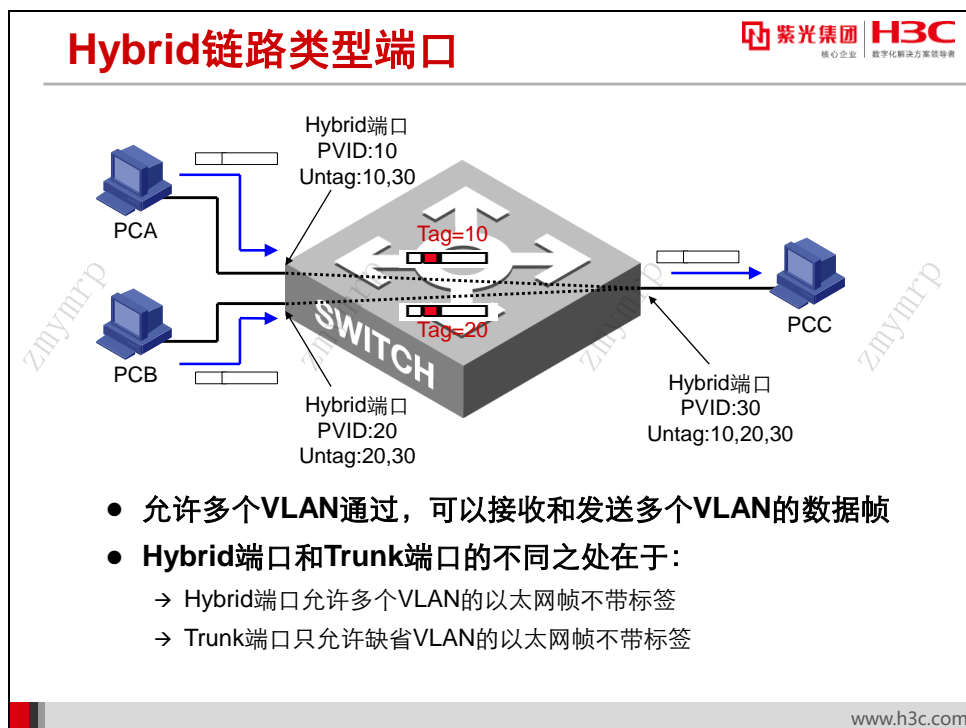 Hybrid链路类型端口
紫光集团
核心企业
H3C
数字化解决方案领导者
Hybrid端口
PVID:10
Untag:10,30
PCA
Tag=10
PCB
Tag=20
SWITCH
PCC
Hybrid端口
PVID:20
Untag:20,30
Hybrid端口
PVID:30
Untag:10,20,30
zmymrp
zmymrp
zmymrp
zmymrp
● 允许多个VLAN通过，可以接收和发送多个VLAN的数据帧
● Hybrid端口和Trunk端口的不同之处在于：
→ Hybrid端口允许多个VLAN的以太网帧不带标签
→ Trunk端口只允许缺省VLAN的以太网帧不带标签
www.h3c.com